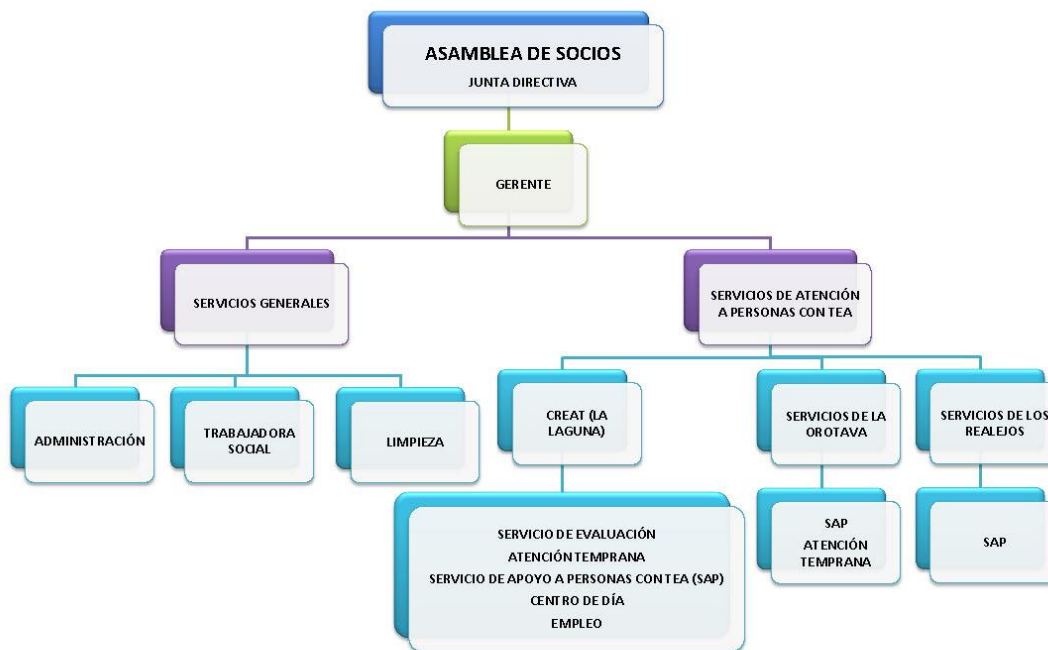 ASAMBLEA DE SOCIOS
JUNTA DIRECTIVA
GERENTE
SERVICIOS GENERALES
SERVICIOS DE ATENCIÓN
A PERSONAS CON TEA
ADMINISTRACIÓN
TRABAJADORA
SOCIAL
LIMPIEZA
CREAT (LA
LAGUNA)
SERVICIOS DE LA
OROTAVA
SERVICIOS DE LOS
REALEJOS
SERVICIO DE EVALUACIÓN
ATENCIÓN TEMPRANA
SERVICIO DE APOYO A PERSONAS CON TEA (SAP)
CENTRO DE DÍA
EMPLEO
SAP
ATENCIÓN
TEMPRANA
SAP